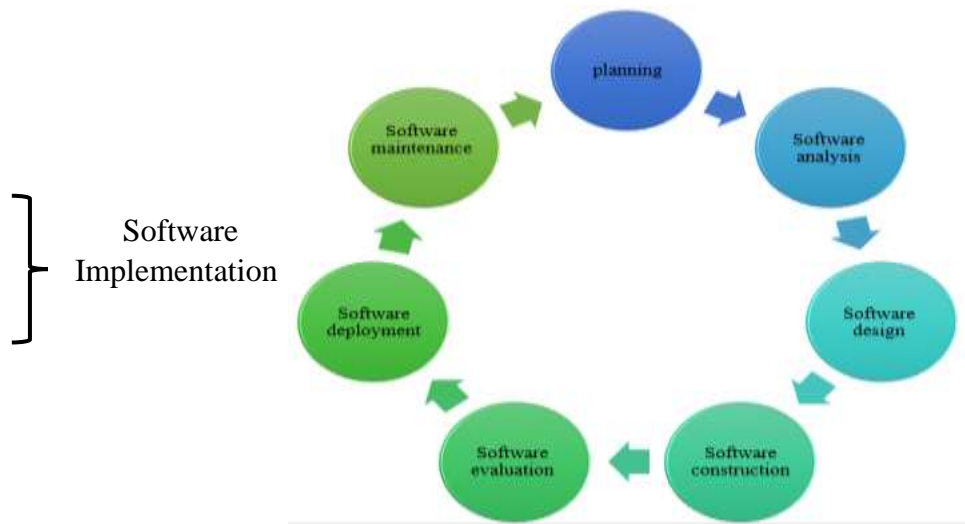 planning
Software
analysis
Software
design
Software
construction
Software
evaluation
Software
deployment
Software
maintenance
Software
Implementation